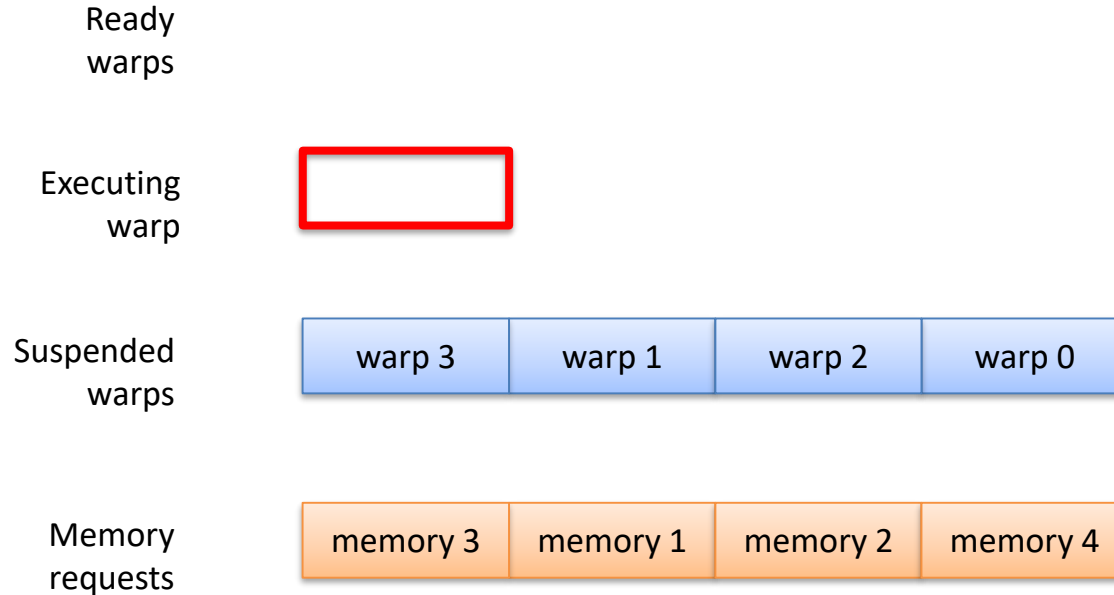 Ready
warps
Executing
warp
Suspended
warps
warp 3 warp 1 warp 2 warp 0
Memory
requests
memory 3 memory 1 memory 2 memory 4